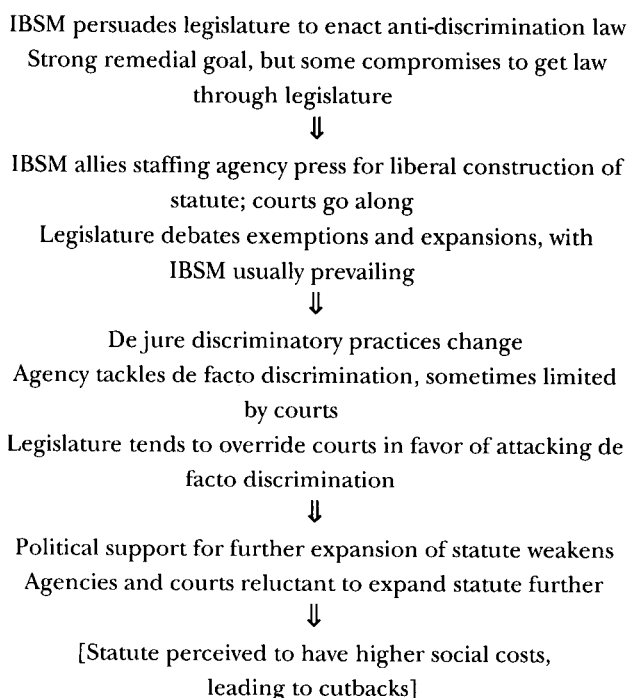 IBSM persuades legislature to enact anti-discrimination law
Strong remedial goal, but some compromises to get law
through legislature
⇓
IBSM allies staffing agency press for liberal construction of
statute; courts go along
Legislature debates exemptions and expansions, with
IBSM usually prevailing
⇓
De jure discriminatory practices change
Agency tackles de facto discrimination, sometimes limited
by courts
Legislature tends to override courts in favor of attacking de
facto discrimination
⇓
Political support for further expansion of statute weakens
Agencies and courts reluctant to expand statute further
⇓
[Statute perceived to have higher social costs,
leading to cutbacks]